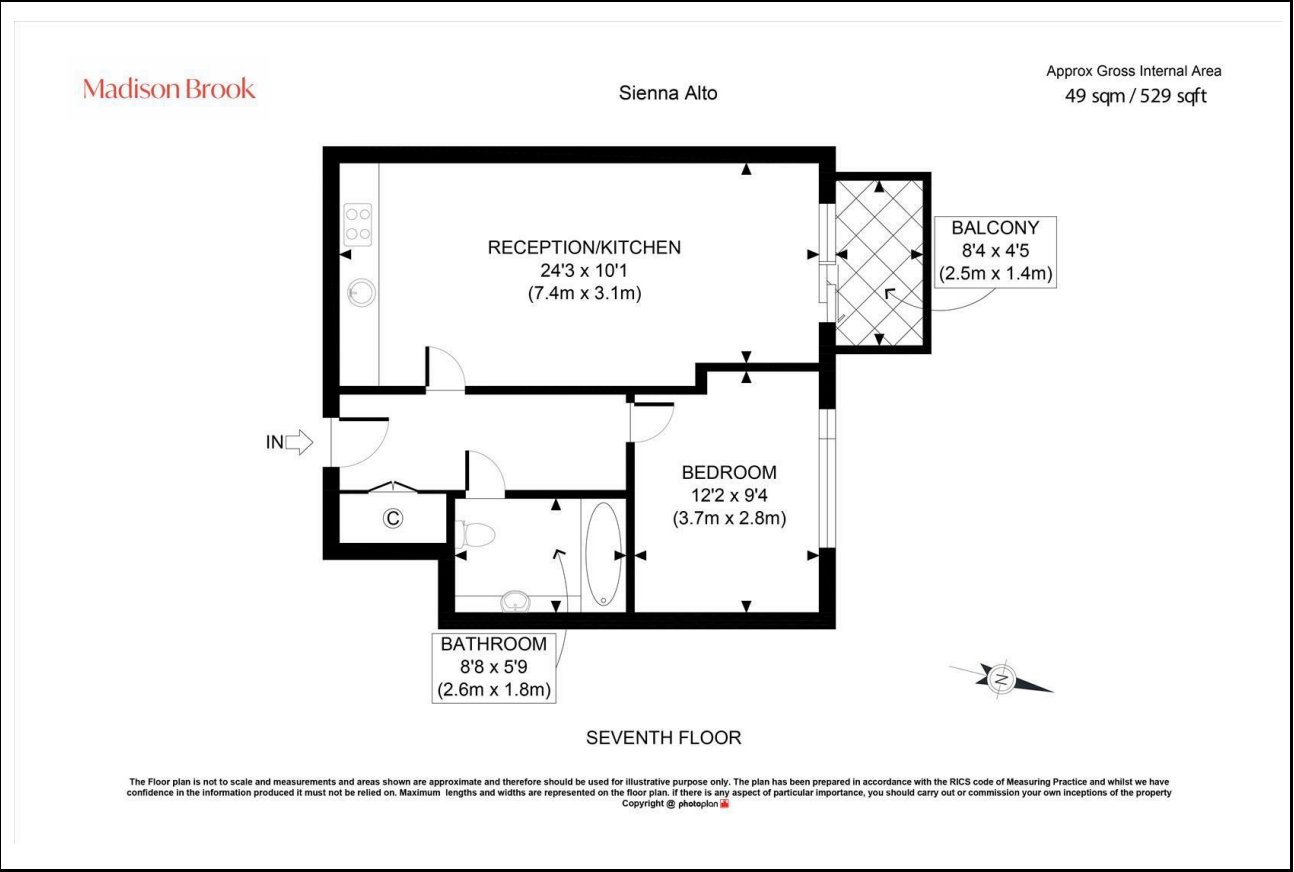 Madison Brook
Sienna Alto
Approx Gross Internal Area
49 sqm / 529 sqft
RECEPTION/KITCHEN
24'3 x 10'1
(7.4m x 3.1m)
BALCONY
8'4 x 4'5
(2.5m x 1.4m)
IN
C
BEDROOM
12'2 x 9'4
(3.7m x 2.8m)
BATHROOM
8'8 x 5'9
(2.6m x 1.8m)
N
SEVENTH FLOOR
The Floor plan is not to scale and measurements and areas shown are approximate and therefore should be used for illustrative purpose only. The plan has been prepared in accordance with the RICS code of Measuring Practice and whilst we have
confidence in the information produced it must not be relied on. Maximum lengths and widths are represented on the floor plan. if there is any aspect of particular importance, you should carry out or commission your own inceptions of the property
Copyright @ photoplan